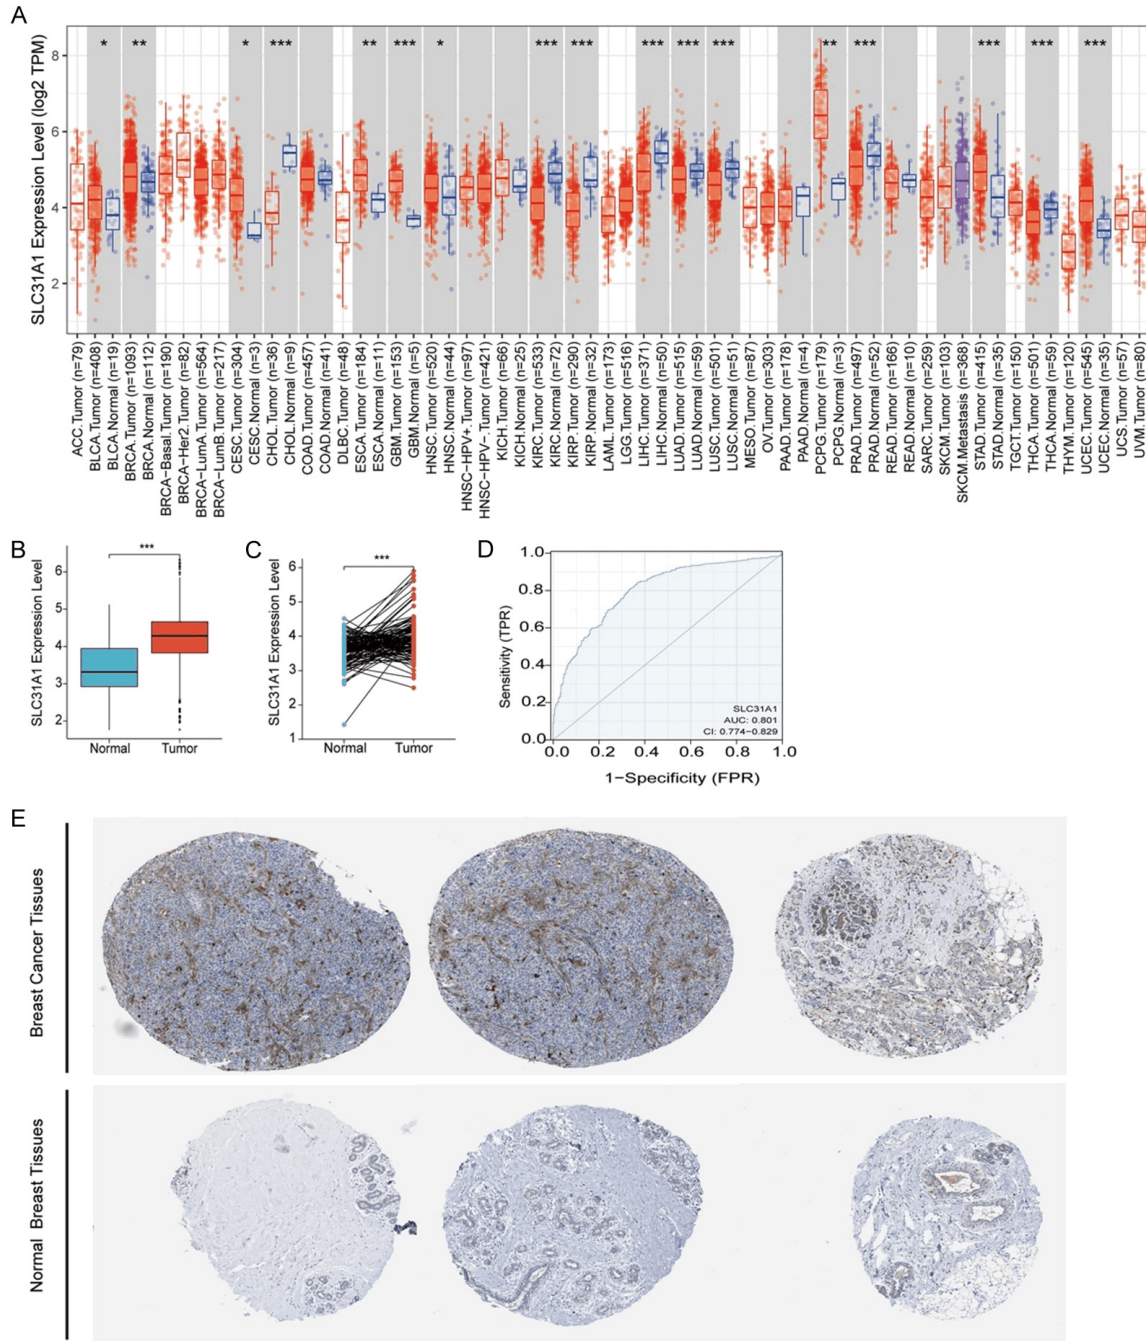 A
SLC31A1 Expression Level (log2 TPM)
8
6
4
2
* ** * *** ** *** * *** *** *** *** *** ** *** *** *** ***
ACC.Tumor (n=79)
BLCA.Tumor (n=408)
BLCA.Normal (n=19)
BRCA.Tumor (n=1093)
BRCA.Normal (n=112)
BRCA-Basal.Tumor (n=190)
BRCA-Her2.Tumor (n=82)
BRCA-LumA.Tumor (n=564)
BRCA-LumB.Tumor (n=217)
CESC.Tumor (n=304)
CESC.Normal (n=3)
CHOL.Tumor (n=36)
CHOL.Normal (n=9)
COAD.Tumor (n=457)
COAD.Normal (n=41)
DLBC.Tumor (n=48)
ESCA.Tumor (n=184)
ESCA.Normal (n=11)
GBM.Tumor (n=153)
GBM.Normal (n=5)
HNSC.Tumor (n=520)
HNSC.Normal (n=44)
HNSC-HPV+.Tumor (n=97)
HNSC-HPV-.Tumor (n=421)
KICH.Tumor (n=66)
KICH.Normal (n=25)
KIRC.Tumor (n=533)
KIRC.Normal (n=72)
KIRP.Tumor (n=290)
KIRP.Normal (n=32)
LAML.Tumor (n=173)
LGG.Tumor (n=516)
LIHC.Tumor (n=371)
LIHC.Normal (n=50)
LUAD.Tumor (n=515)
LUAD.Normal (n=59)
LUSC.Tumor (n=501)
LUSC.Normal (n=51)
MESO.Tumor (n=87)
OV.Tumor (n=303)
PAAD.Tumor (n=178)
PAAD.Normal (n=4)
PCPG.Tumor (n=179)
PCPG.Normal (n=3)
PRAD.Tumor (n=497)
PRAD.Normal (n=52)
READ.Tumor (n=166)
READ.Normal (n=10)
SARC.Tumor (n=259)
SKCM.Tumor (n=103)
SKCM.Metastasis (n=368)
STAD.Tumor (n=415)
STAD.Normal (n=35)
TGCT.Tumor (n=150)
THCA.Tumor (n=501)
THCA.Normal (n=59)
THYM.Tumor (n=120)
UCEC.Tumor (n=545)
UCEC.Normal (n=35)
UCS.Tumor (n=57)
UVM.Tumor (n=80)
B
SLC31A1 Expression Level
6
5
4
3
2
***
Normal Tumor
C
SLC31A1 Expression Level
6
5
4
3
2
1
***
Normal Tumor
D
Sensitivity (TPR)
1.0
0.8
0.6
0.4
0.2
0.0
SLC31A1
AUC: 0.801
CI: 0.774-0.829
0.0 0.2 0.4 0.6 0.8 1.0
1-Specificity (FPR)
E
Breast Cancer Tissues
Normal Breast Tissues